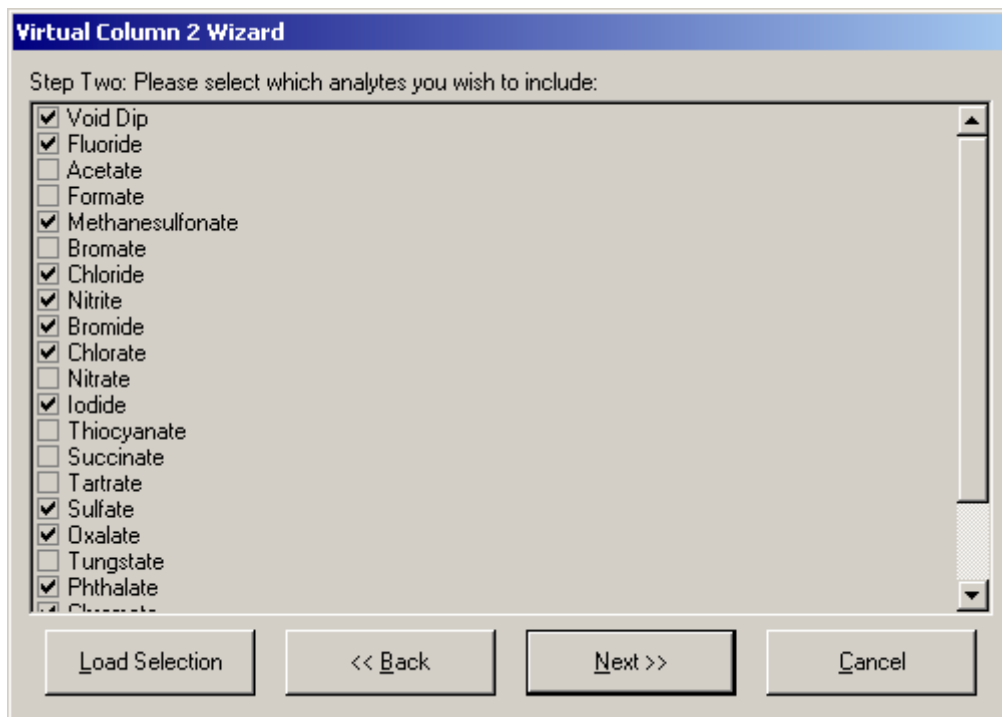 Virtual Column 2 Wizard
Step Two: Please select which analytes you wish to include:
Void Dip
Fluoride
Acetate
Formate
Methanesulfonate
Bromate
Chloride
Nitrite
Bromide
Chlorate
Nitrate
Iodide
Thiocyanate
Succinate
Tartrate
Sulfate
Oxalate
Tungstate
Phthalate
Load Selection
<< Back
Next >>
Cancel